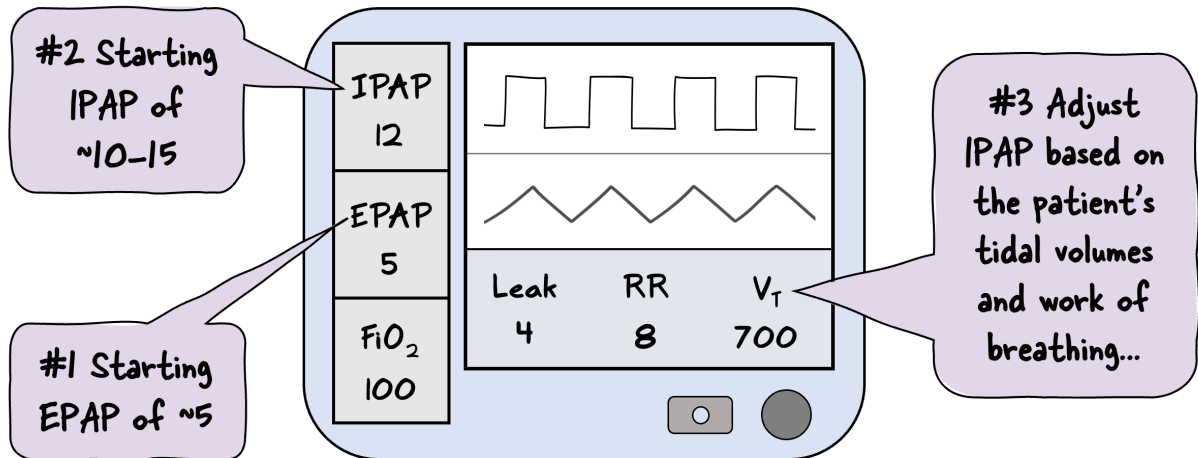 #2 Starting
IPAP of
~10-15
#1 Starting
EPAP of ~5
IPAP
12
EPAP
5
FiO₂
100
Leak RR V_T
4 8 700
#3 Adjust
IPAP based on
the patient's
tidal volumes
and work of
breathing...